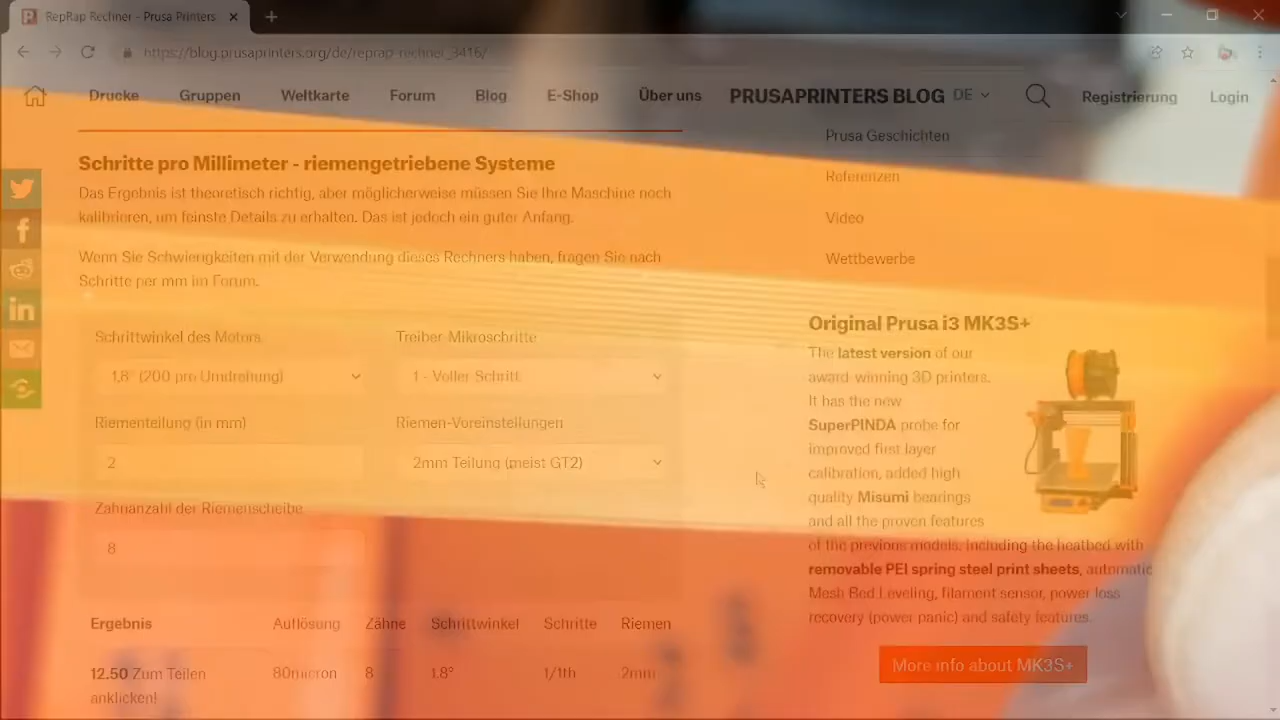 RepRap Rechner - Prusa Printers
https://blog.prusaprinters.org/de/reprap-rechner_3416/
Drucke Gruppen Weltkarte Forum Blog E-Shop Über uns PRUSAPRINTERS BLOG DE Registrierung Login
Schritte pro Millimeter - riemengetriebene Systeme
Das Ergebnis ist theoretisch richtig, aber möglicherweise müssen Sie Ihre Maschine noch
kalibrieren, um feinste Details zu erhalten. Das ist jedoch ein guter Anfang.
Wenn Sie Schwierigkeiten mit der Verwendung dieses Rechners haben, fragen Sie nach
Schritte per mm im Forum.
Schrittwinkel des Motors Treiber Mikroschritte
1,8° (200 pro Umdrehung) 1 - Voller Schritt
Riementeilung (in mm) Riemen-Voreinstellungen
2 2mm Teilung (meist GT2)
Zahnanzahl der Riemenscheibe
8
Ergebnis Auflösung Zähne Schrittwinkel Schritte Riemen
12.50 Zum Teilen 80micron 8 1.8° 1/1th 2mm
anklicken!
Prusa Geschichten
Referenzen
Video
Wettbewerbe
Original Prusa i3 MK3S+
The latest version of our
award-winning 3D printers.
It has the new
SuperPINDA probe for
improved first layer
calibration, added high
quality Misumi bearings
and all the proven features
of the previous models. Including the heatbed with
removable PEI spring steel print sheets, automatic
Mesh Bed Leveling, filament sensor, power loss
recovery (power panic) and safety features.
More info about MK3S+